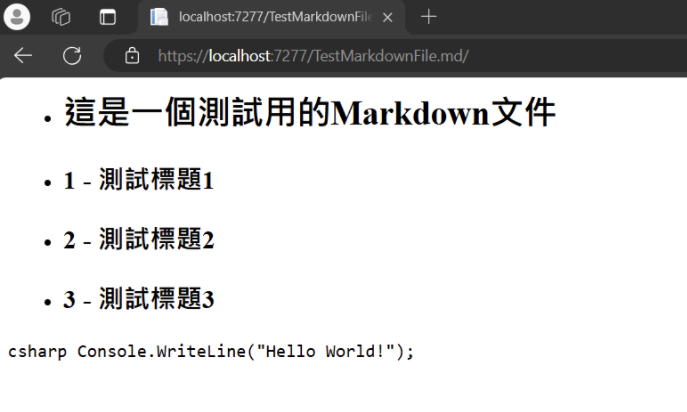 localhost:7277/TestMarkdownFile
https://localhost:7277/TestMarkdownFile.md/
• 這是一個測試用的Markdown文件
• 1 - 測試標題1
• 2 - 測試標題2
• 3 - 測試標題3
csharp Console.WriteLine("Hello World!");